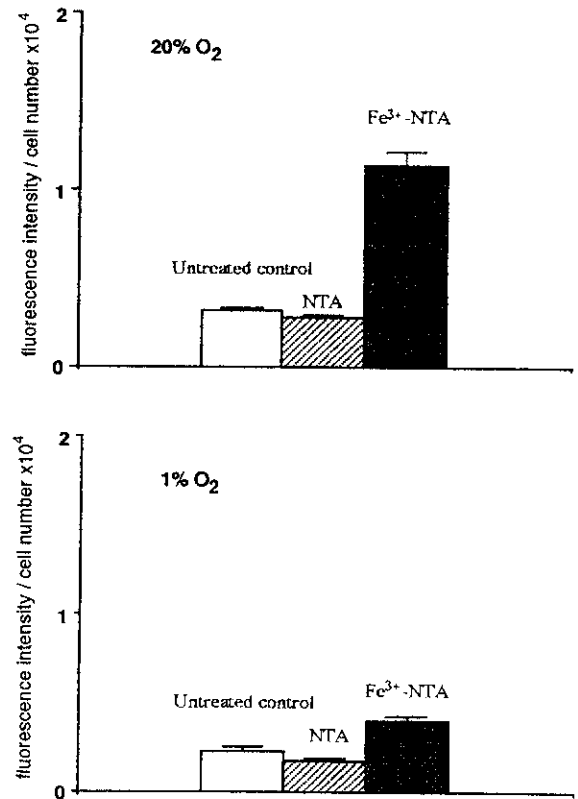 2
20% O2
Fe3+-NTA
1
Untreated control
NTA
0
fluorescence intensity / cell number x10^4
2
1% O2
1
Fe3+-NTA
Untreated control
NTA
0
fluorescence intensity / cell number x10^4